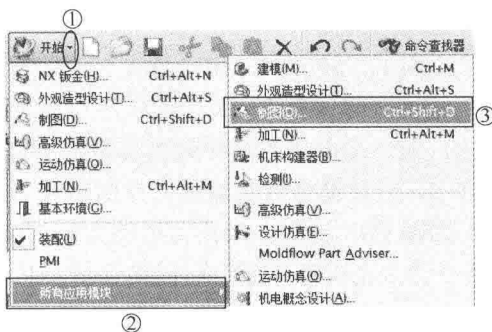 ①
开始 命令查找器
NX 钣金(H)... Ctrl+Alt+N
外观造型设计(T)... Ctrl+Alt+S
制图(D)... Ctrl+Shift+D
高级仿真(V)...
运动仿真(O)...
加工(N)... Ctrl+Alt+M
基本环境(G)...
装配(L)
PMI
所有应用模块
②
建模(M)... Ctrl+M
外观造型设计(T)... Ctrl+Alt+S
制图(D)... Ctrl+Shift+D
③
加工(N)... Ctrl+Alt+M
机床构建器(B)...
检测(I)...
高级仿真(V)...
设计仿真(E)...
Moldflow Part Adviser...
运动仿真(O)...
机电概念设计(A)...